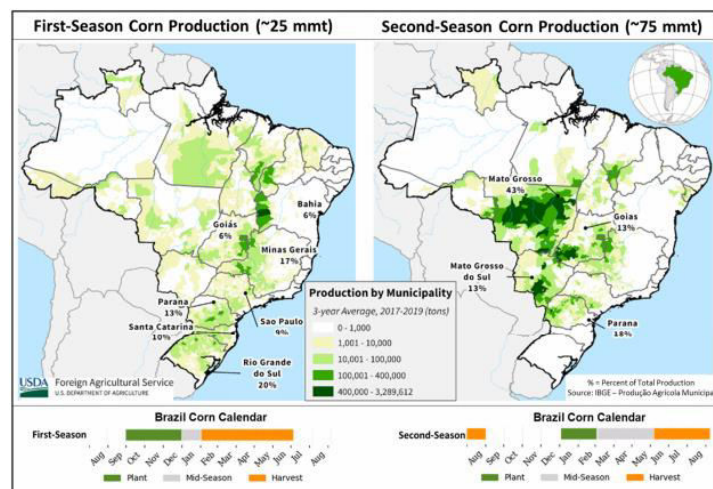 First-Season Corn Production (~25 mmt)
Second-Season Corn Production (~75 mmt)
Bahia
6%
Goiás
6%
Minas Gerais
17%
Parana
13%
Santa Catarina
10%
Sao Paulo
9%
Rio Grande
do Sul
20%
Mato Grosso
43%
Goias
13%
Mato Grosso
do Sul
13%
Parana
18%
Production by Municipality
3-year Average, 2017-2019 (tons)
0 - 1,000
1,001 - 10,000
10,001 - 100,000
100,001 - 400,000
400,000 - 3,289,612
USDA Foreign Agricultural Service
U.S. DEPARTMENT OF AGRICULTURE
% = Percent of Total Production
Source: IBGE – Produção Agricola Municipal
Brazil Corn Calendar
First-Season
Aug Sep Oct Nov Dec Jan Feb Mar Apr May Jun Jul Aug
Plant Mid-Season Harvest
Brazil Corn Calendar
Second-Season
Aug Sep Oct Nov Dec Jan Feb Mar Apr May Jun Jul Aug
Plant Mid-Season Harvest